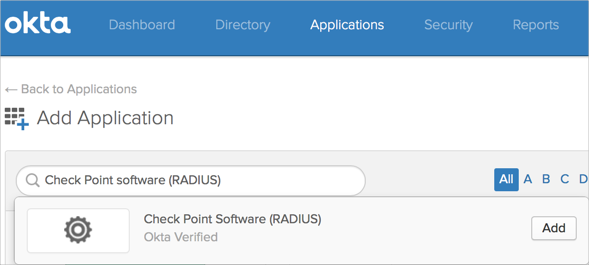 okta Dashboard Directory Applications Security Reports
← Back to Applications
Add Application
Check Point software (RADIUS) All A B C D
Check Point Software (RADIUS)
Okta Verified
Add